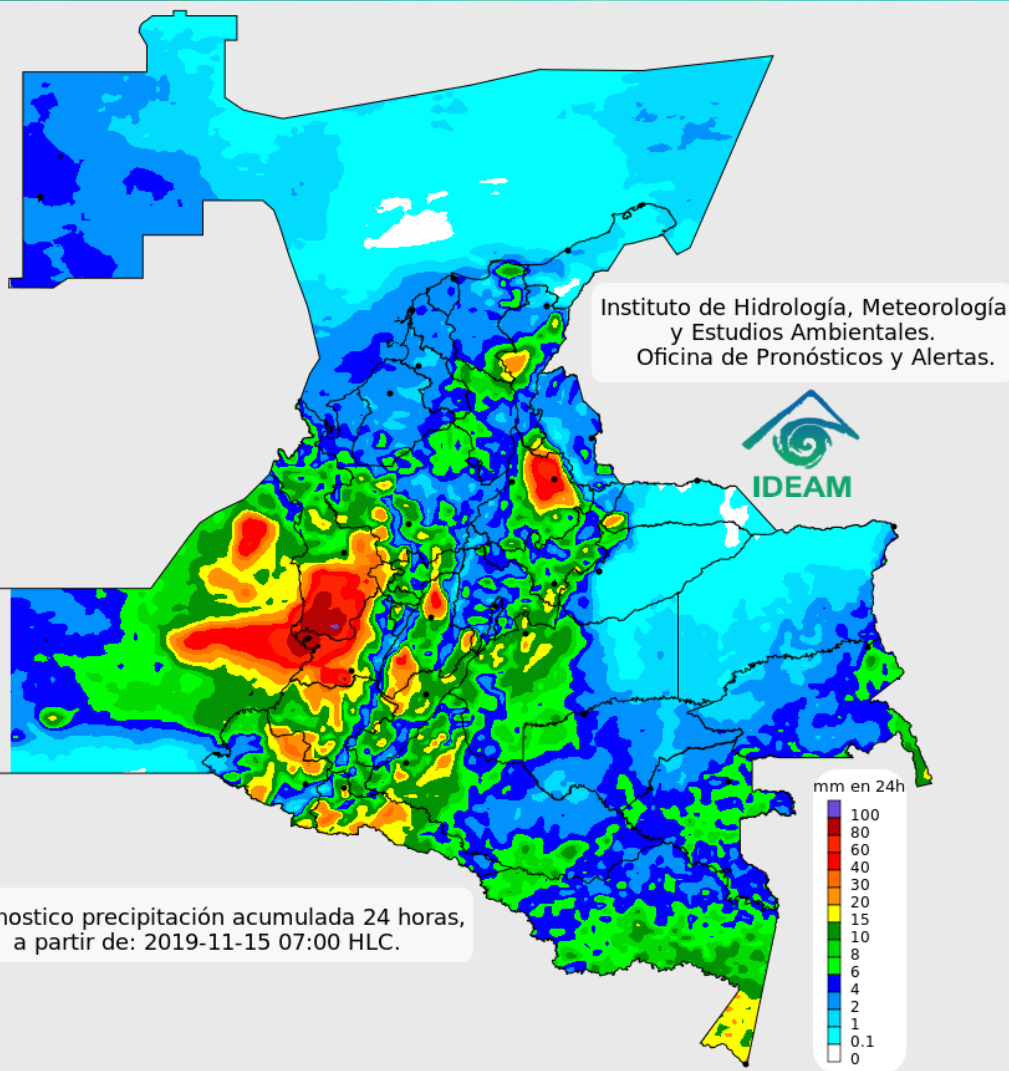 Instituto de Hidrología, Meteorología
y Estudios Ambientales.
Oficina de Pronósticos y Alertas.
IDEAM
mm en 24h
100
80
60
40
30
20
15
10
8
6
4
2
1
0.1
0
nostico precipitación acumulada 24 horas,
a partir de: 2019-11-15 07:00 HLC.